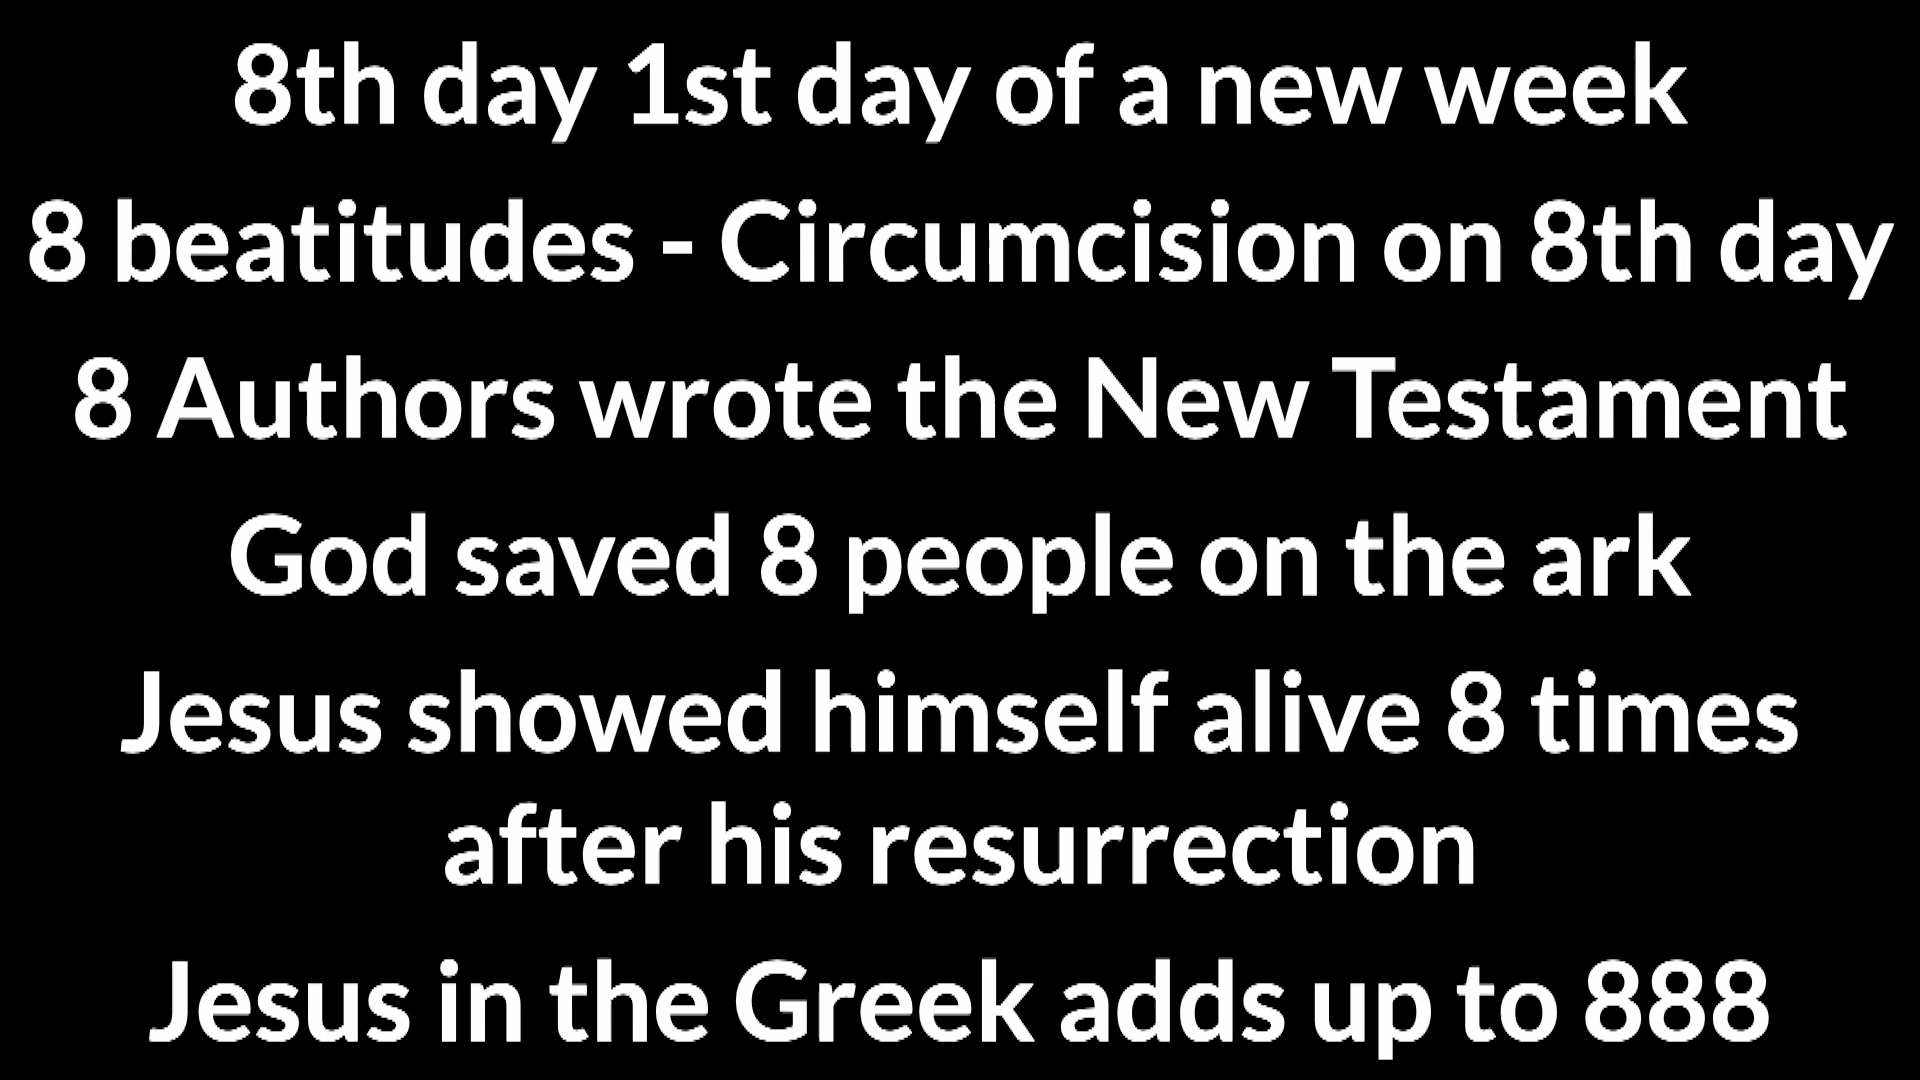 8th day 1st day of a new week
8 beatitudes - Circumcision on 8th day
8 Authors wrote the New Testament
God saved 8 people on the ark
Jesus showed himself alive 8 times
after his resurrection
Jesus in the Greek adds up to 888